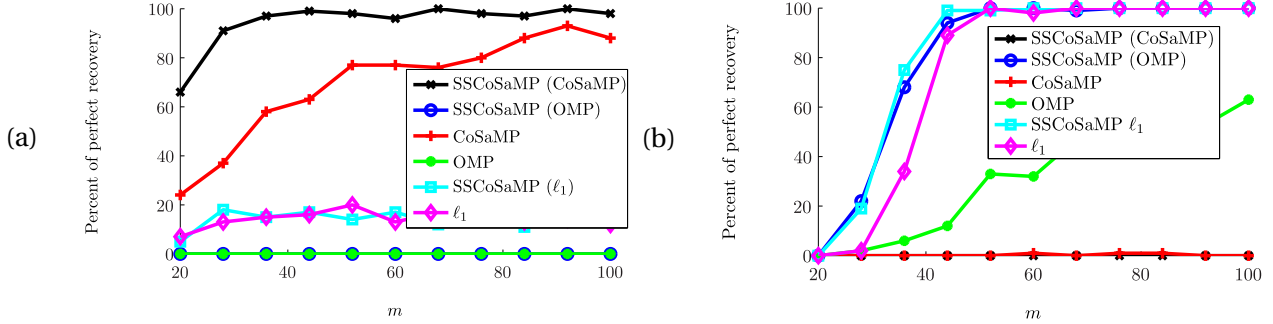 (a)
Percent of perfect recovery
100
80
60
40
20
0
20
40
60
80
100
m
SSCoSaMP (CoSaMP)
SSCoSaMP (OMP)
CoSaMP
OMP
SSCoSaMP (ℓ₁)
ℓ₁
(b)
Percent of perfect recovery
100
80
60
40
20
0
20
40
60
80
100
m
SSCoSaMP (CoSaMP)
SSCoSaMP (OMP)
CoSaMP
OMP
SSCoSaMP ℓ₁
ℓ₁